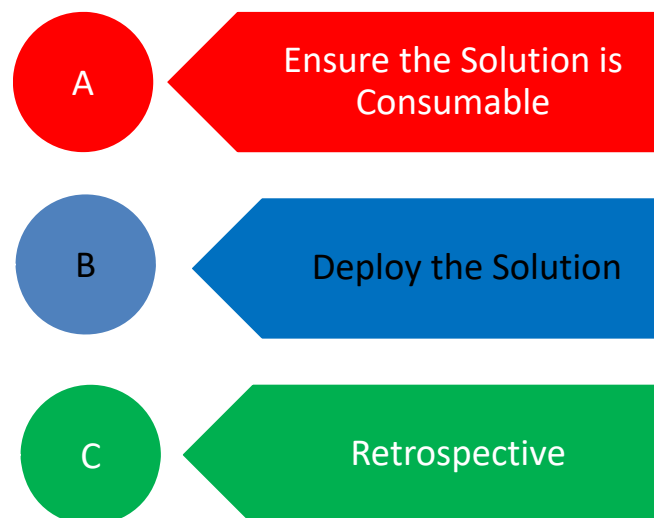 A
Ensure the Solution is
Consumable
B
Deploy the Solution
C
Retrospective